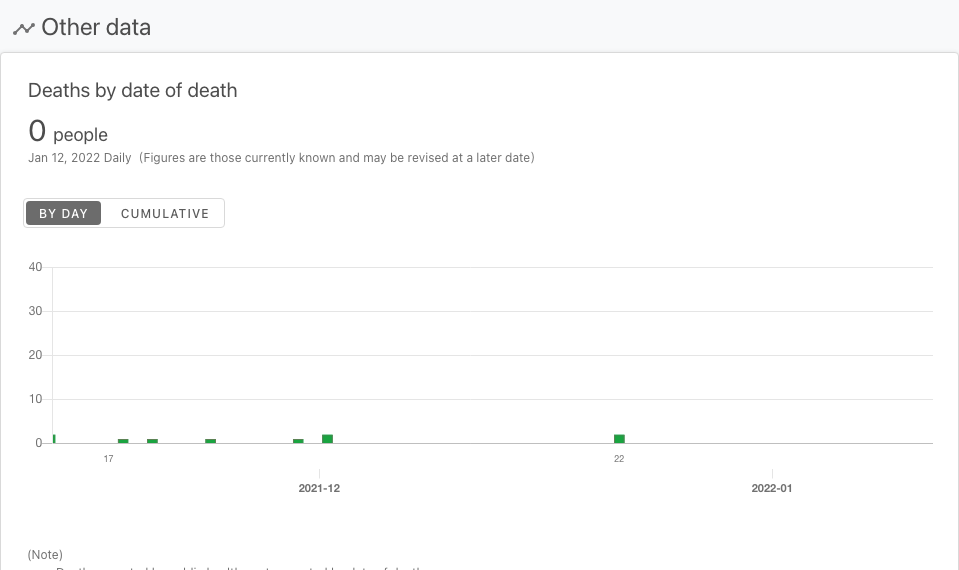 Other data
Deaths by date of death
0 people
Jan 12, 2022 Daily (Figures are those currently known and may be revised at a later date)
BY DAY CUMULATIVE
40
30
20
10
0
17 22
2021-12 2022-01
(Note)